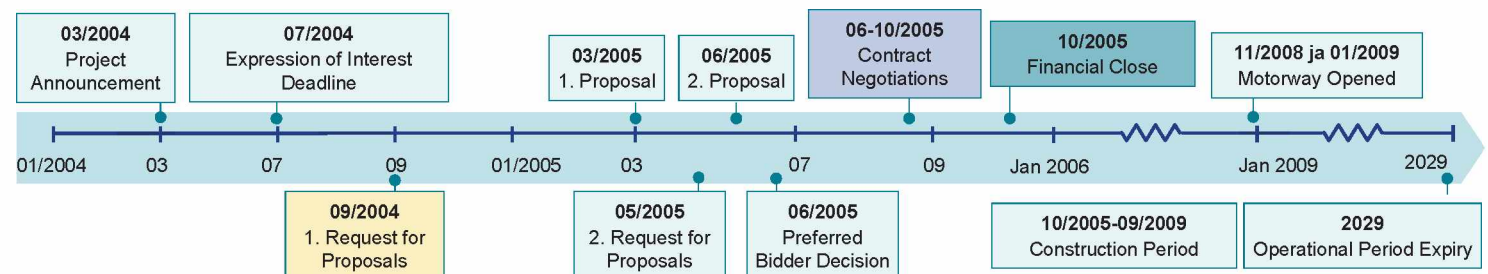 03/2004
Project
Announcement
07/2004
Expression of Interest
Deadline
03/2005
1. Proposal
06/2005
2. Proposal
06-10/2005
Contract
Negotiations
10/2005
Financial Close
11/2008 ja 01/2009
Motorway Opened
01/2004 03 07 09 01/2005 03 07 09 Jan 2006 Jan 2009 2029
09/2004
1. Request for
Proposals
05/2005
2. Request for
Proposals
06/2005
Preferred
Bidder Decision
10/2005-09/2009
Construction Period
2029
Operational Period Expiry